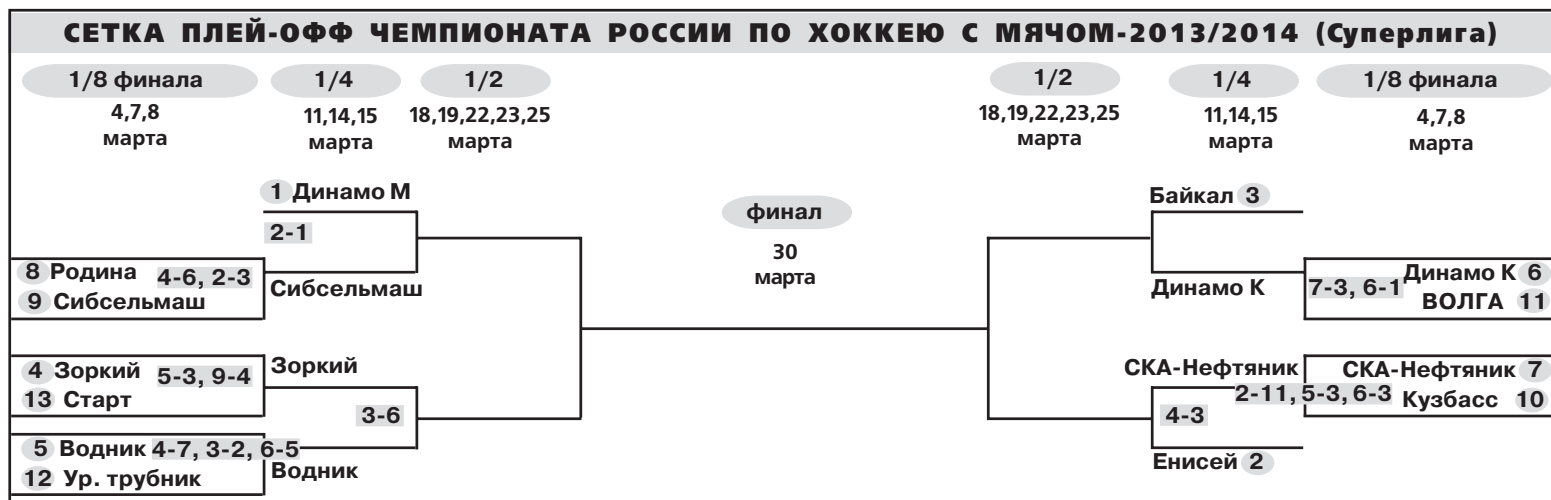 СЕТКА ПЛЕЙ-ОФФ ЧЕМПИОНАТА РОССИИ ПО ХОККЕЮ С МЯЧОМ-2013/2014 (Суперлига)
1/8 финала
4,7,8
марта
1/4
11,14,15
марта
1/2
18,19,22,23,25
марта
1 Динамо М
2-1
Сибсельмаш
8 Родина
9 Сибсельмаш
4-6, 2-3
4 Зоркий
13 Старт
5-3, 9-4
Зоркий
3-6
5 Водник
12 Ур. трубник
4-7, 3-2, 6-5
Водник
финал
30
марта
1/2
18,19,22,23,25
марта
1/4
11,14,15
марта
1/8 финала
4,7,8
марта
Байкал 3
Динамо К
7-3, 6-1
Динамо К 6
ВОЛГА 11
СКА-Нефтяник
4-3
Енисей 2
2-11, 5-3, 6-3
СКА-Нефтяник 7
Кузбасс 10